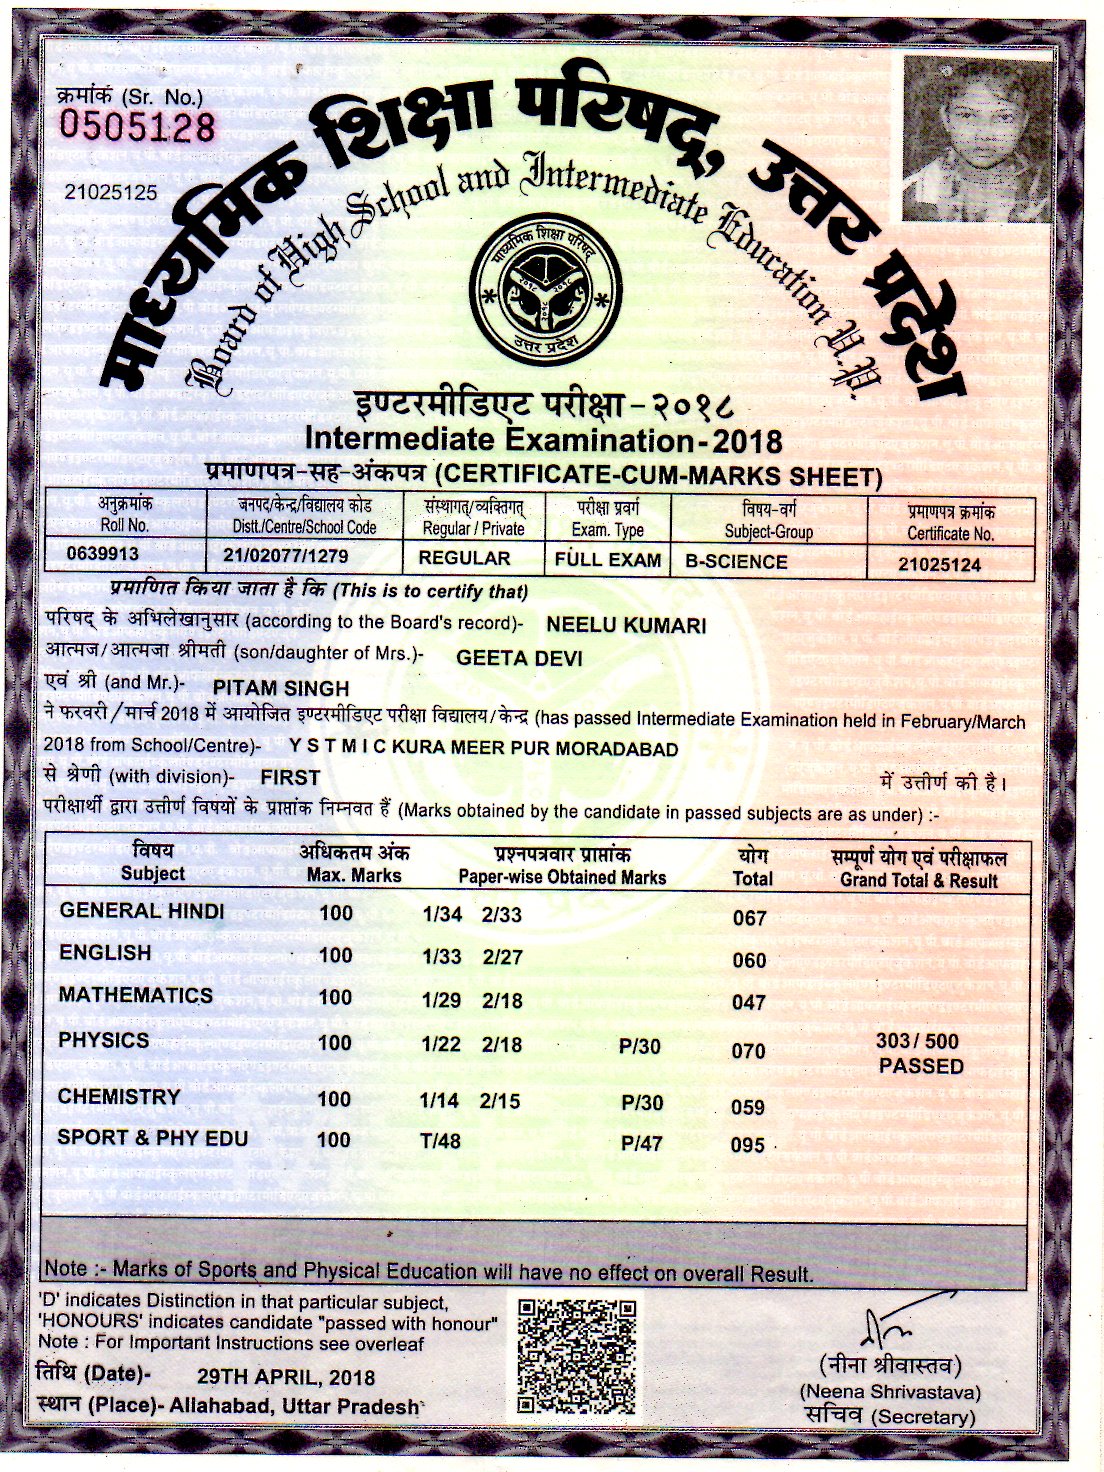 क्रमांक (Sr. No.)
0505128
21025125
माध्यमिक शिक्षा परिषद, उत्तर प्रदेश
Board of High School and Intermediate Education U.P.
माध्यमिक शिक्षा परिषद
उत्तर प्रदेश
इण्टरमीडिएट परीक्षा-२०१८
Intermediate Examination-2018
प्रमाणपत्र-सह-अंकपत्र (CERTIFICATE-CUM-MARKS SHEET)
अनुक्रमांक जनपद/केन्द्र/विद्यालय कोड संस्थागत्/व्यक्तिगत् परीक्षा प्रवर्ग विषय-वर्ग प्रमाणपत्र क्रमांक
Roll No. Distt./Centre/School Code Regular / Private Exam. Type Subject-Group Certificate No.
0639913 21/02077/1279 REGULAR FULL EXAM B-SCIENCE 21025124
प्रमाणित किया जाता है कि (This is to certify that)
परिषद् के अभिलेखानुसार (according to the Board's record)- NEELU KUMARI
आत्मज/आत्मजा श्रीमती (son/daughter of Mrs.)- GEETA DEVI
एवं श्री (and Mr.)- PITAM SINGH
ने फरवरी/मार्च 2018 में आयोजित इण्टरमीडिएट परीक्षा विद्यालय/केन्द्र (has passed Intermediate Examination held in February/March
2018 from School/Centre)- Y S T M I C KURA MEER PUR MORADABAD
से श्रेणी (with division)- FIRST में उत्तीर्ण की है।
परीक्षार्थी द्वारा उत्तीर्ण विषयों के प्राप्तांक निम्नवत हैं (Marks obtained by the candidate in passed subjects are as under) :-
विषय अधिकतम अंक प्रश्नपत्रवार प्राप्तांक योग सम्पूर्ण योग एवं परीक्षाफल
Subject Max. Marks Paper-wise Obtained Marks Total Grand Total & Result
GENERAL HINDI 100 1/34 2/33 067
ENGLISH 100 1/33 2/27 060
MATHEMATICS 100 1/29 2/18 047
PHYSICS 100 1/22 2/18 P/30 070 303/ 500
PASSED
CHEMISTRY 100 1/14 2/15 P/30 059
SPORT & PHY EDU 100 T/48 P/47 095
Note :- Marks of Sports and Physical Education will have no effect on overall Result.
'D' indicates Distinction in that particular subject,
'HONOURS' indicates candidate "passed with honour"
Note : For Important Instructions see overleaf
तिथि (Date)- 29TH APRIL, 2018
स्थान (Place)- Allahabad, Uttar Pradesh
(नीना श्रीवास्तव)
(Neena Shrivastava)
सचिव (Secretary)